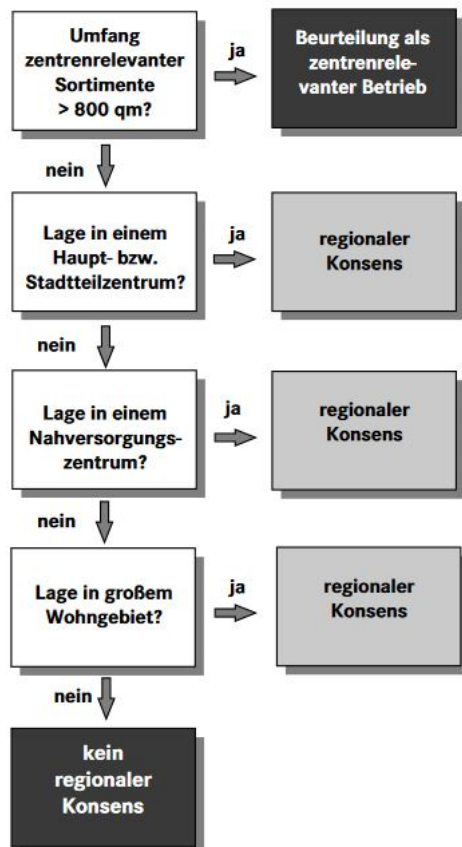 Umfang
zentrenrelevanter
Sortimente
> 800 qm?
ja
Beurteilung als
zentrenrele-
vanter Betrieb
nein
Lage in einem
Haupt- bzw.
Stadtteilzentrum?
ja
regionaler
Konsens
nein
Lage in einem
Nahversorgungs-
zentrum?
ja
regionaler
Konsens
nein
Lage in großem
Wohngebiet?
ja
regionaler
Konsens
nein
kein
regionaler
Konsens